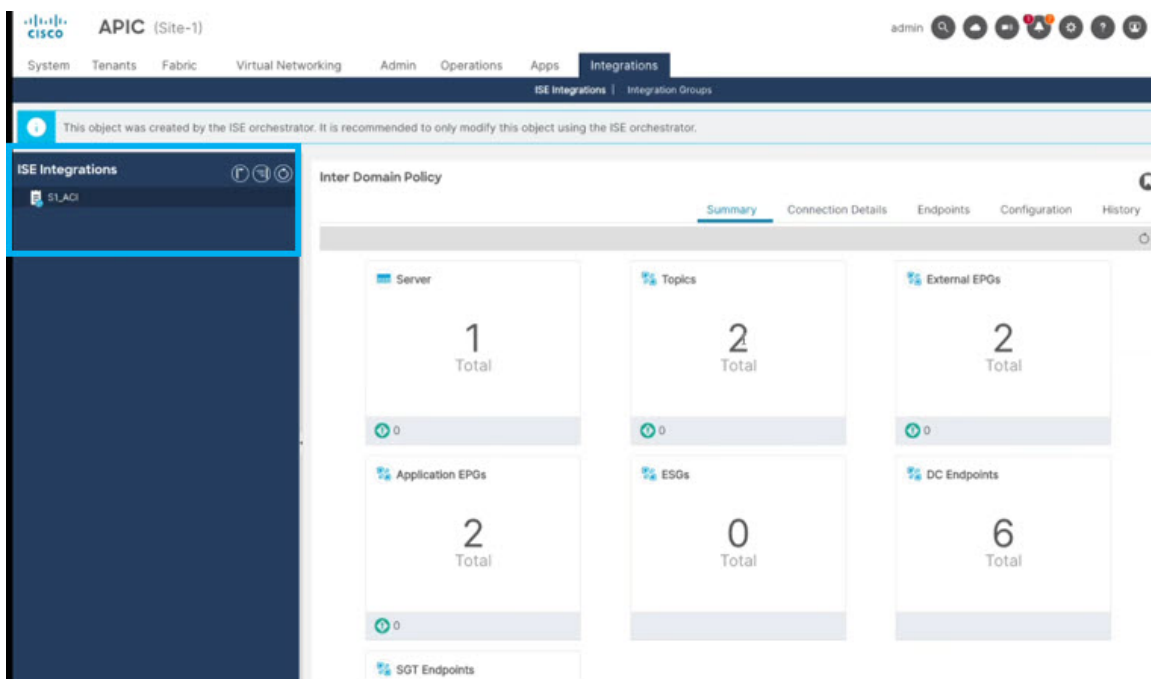 CISCO
APIC (Site-1)
admin
System Tenants Fabric Virtual Networking Admin Operations Apps Integrations
ISE Integrations | Integration Groups
This object was created by the ISE orchestrator. It is recommended to only modify this object using the ISE orchestrator.
ISE Integrations
S1_ACI
Inter Domain Policy
Summary Connection Details Endpoints Configuration History
Server
1
Total
0
Topics
2
Total
0
External EPGs
2
Total
0
Application EPGs
2
Total
0
ESGs
0
Total
DC Endpoints
6
Total
SGT Endpoints